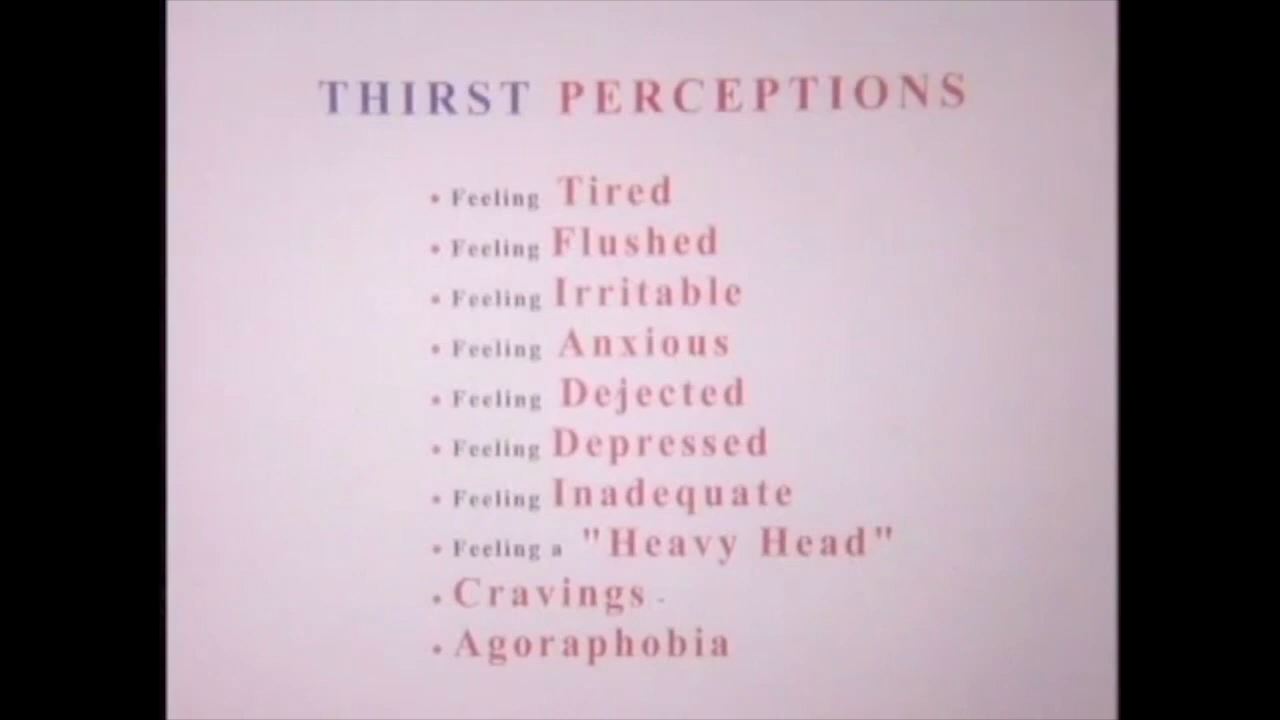 THIRST PERCEPTIONS
• Feeling Tired
• Feeling Flushed
• Feeling Irritable
• Feeling Anxious
• Feeling Dejected
• Feeling Depressed
• Feeling Inadequate
• Feeling a "Heavy Head"
• Cravings -
• Agoraphobia